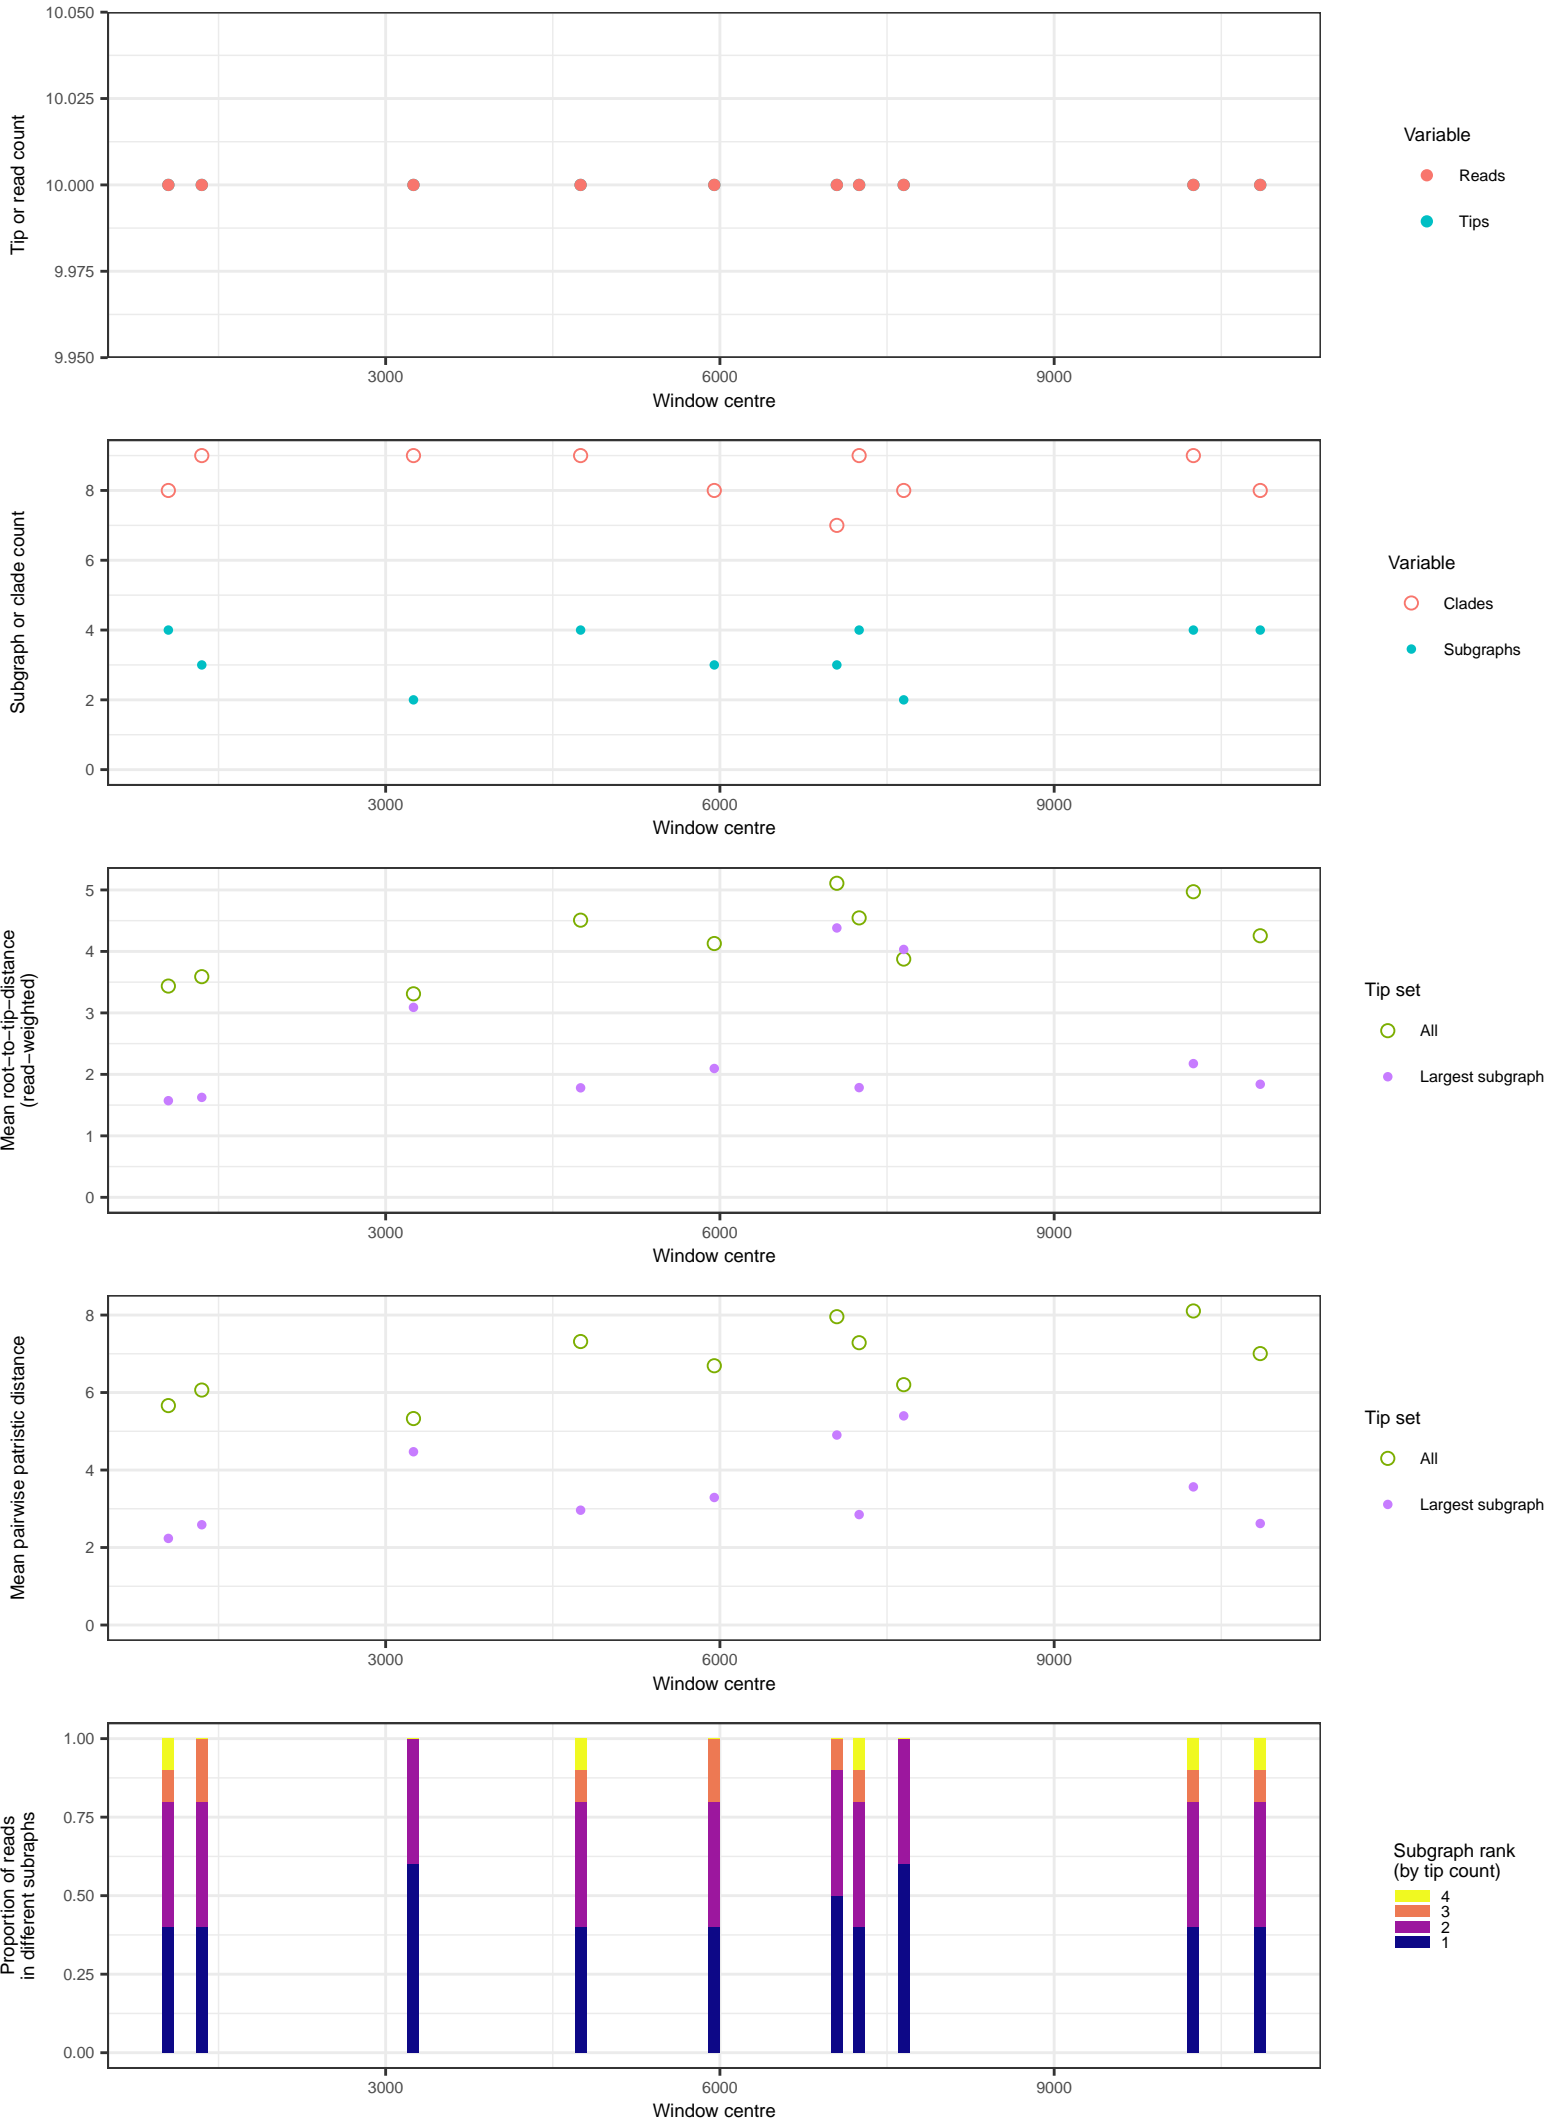 10.050
10.025
10.000
9.975
9.950
Tip or read count
3000 6000 9000
Window centre
Variable
Reads
Tips
8
6
4
2
0
Subgraph or clade count
3000 6000 9000
Window centre
Variable
Clades
Subgraphs
5
4
3
2
1
0
Mean root−to−tip−distance
(read−weighted)
3000 6000 9000
Window centre
Tip set
All
Largest subgraph
8
6
4
2
0
Mean pairwise patristic distance
3000 6000 9000
Window centre
Tip set
All
Largest subgraph
1.00
0.75
0.50
0.25
0.00
Proportion of reads
in different subraphs
3000 6000 9000
Window centre
Subgraph rank
(by tip count)
4
3
2
1